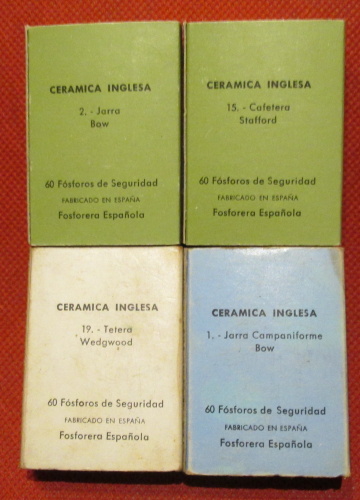 CERAMICA INGLESA
2. - Jarra
Bow
60 Fósforos de Seguridad
FABRICADO EN ESPAÑA
Fosforera Española
CERAMICA INGLESA
15. - Cafetera
Stafford
60 Fósforos de Seguridad
FABRICADO EN ESPAÑA
Fosforera Española
CERAMICA INGLESA
19. - Tetera
Wedgwood
60 Fósforos de Seguridad
FABRICADO EN ESPAÑA
Fosforera Española
CERAMICA INGLESA
1. - Jarra Campaniforme
Bow
60 Fósforos de Seguridad
FABRICADO EN ESPAÑA
Fosforera Española